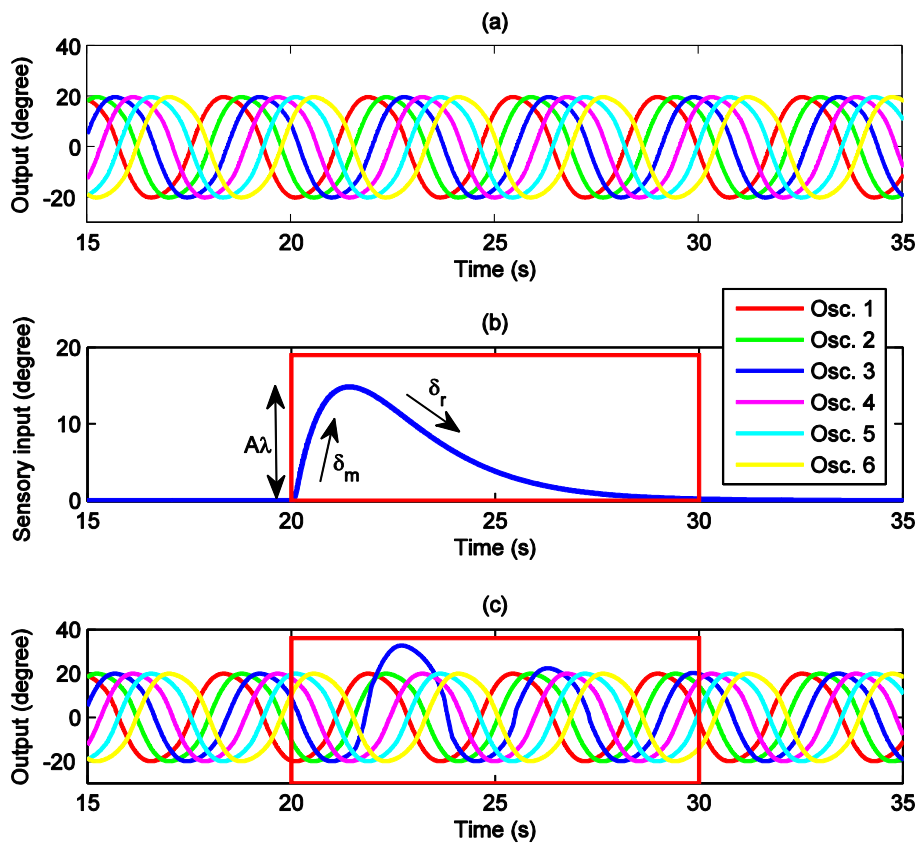 (a)
Output (degree)
40
20
0
-20
15
20
25
30
35
Time (s)
(b)
Sensory input (degree)
20
10
0
Aλ
δm
δr
15
20
25
30
35
Time (s)
Osc. 1
Osc. 2
Osc. 3
Osc. 4
Osc. 5
Osc. 6
(c)
Output (degree)
40
20
0
-20
15
20
25
30
35
Time (s)